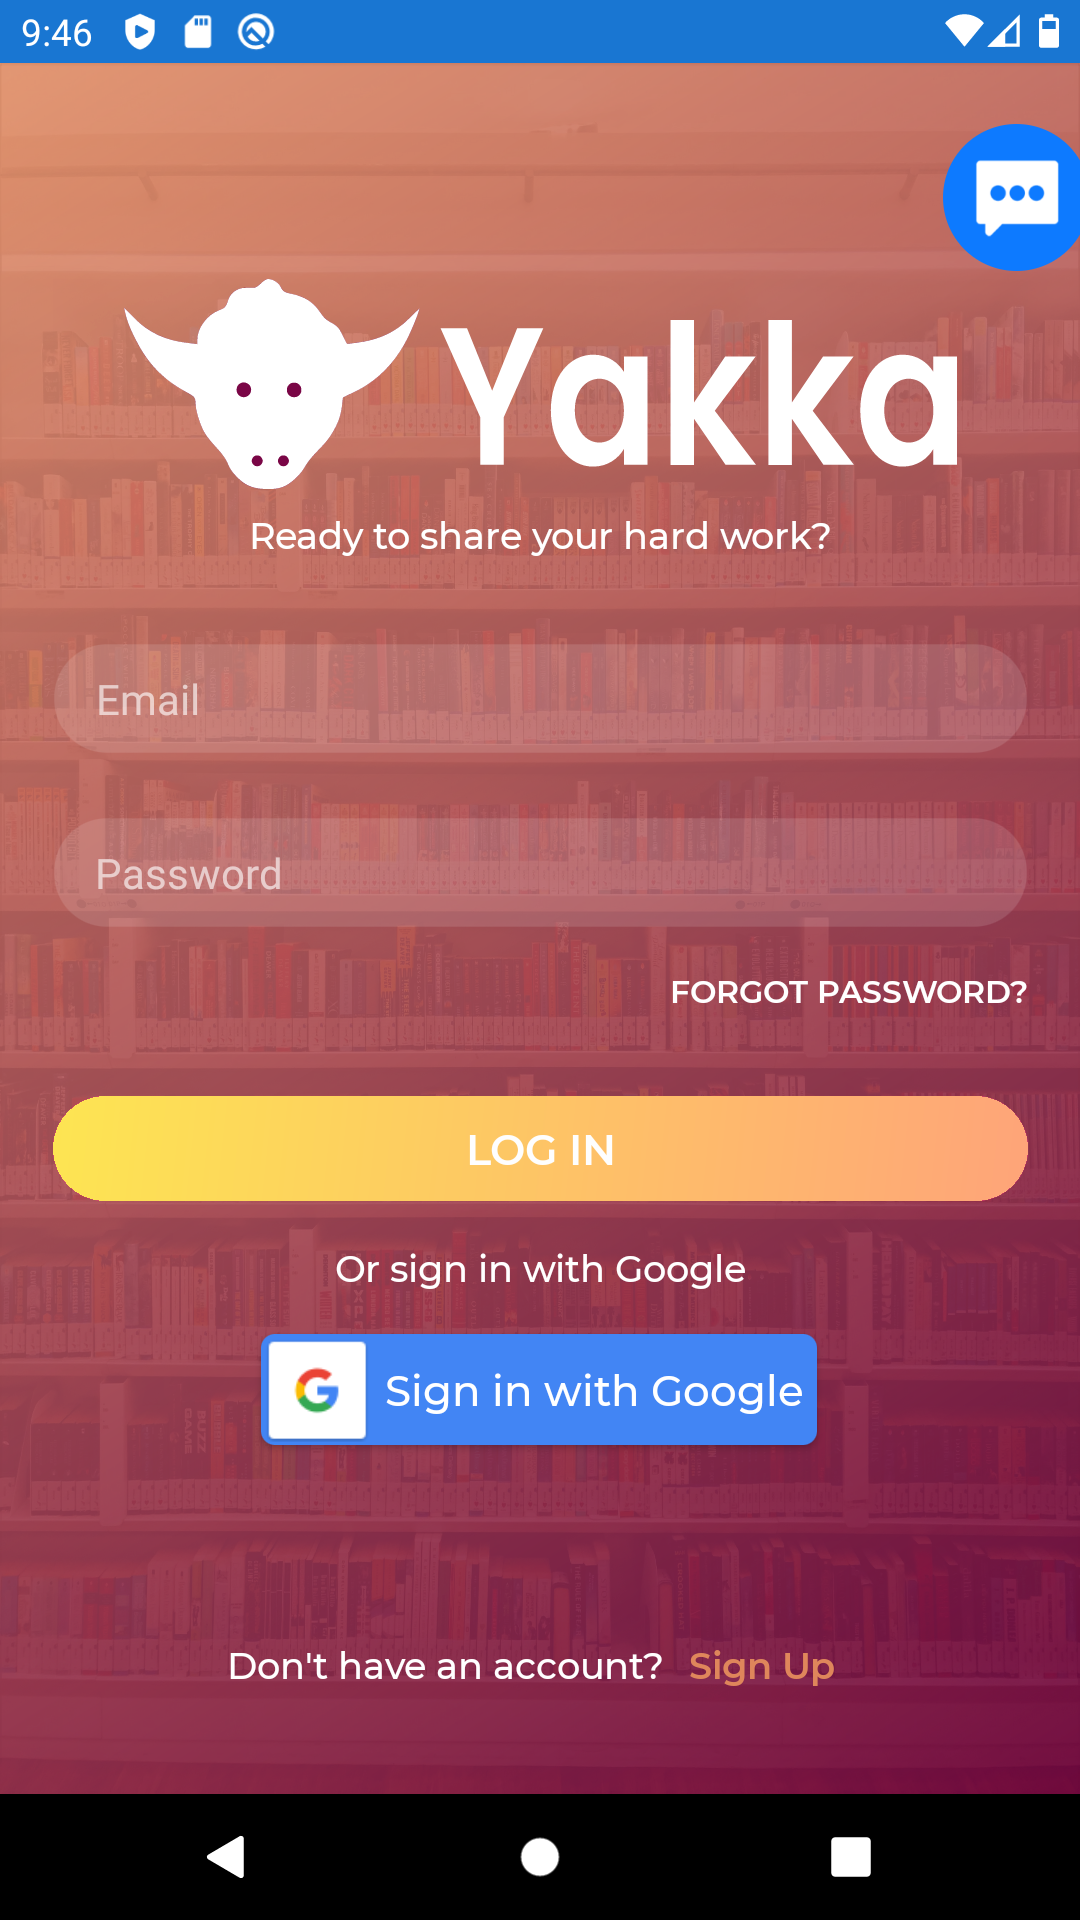 9:46
Yakka
Ready to share your hard work?
Email
Password
FORGOT PASSWORD?
LOG IN
Or sign in with Google
Sign in with Google
Don't have an account? Sign Up